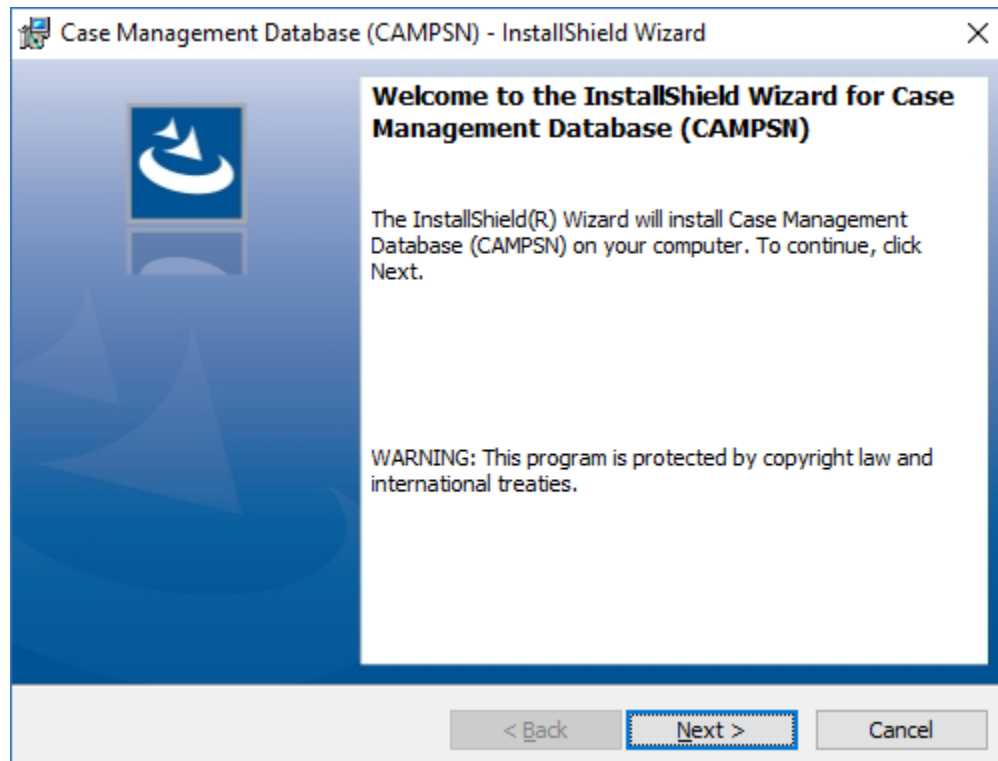 Case Management Database (CAMPSN) - InstallShield Wizard
Welcome to the InstallShield Wizard for Case
Management Database (CAMPSN)
The InstallShield(R) Wizard will install Case Management
Database (CAMPSN) on your computer. To continue, click
Next.
WARNING: This program is protected by copyright law and
international treaties.
< Back
Next >
Cancel